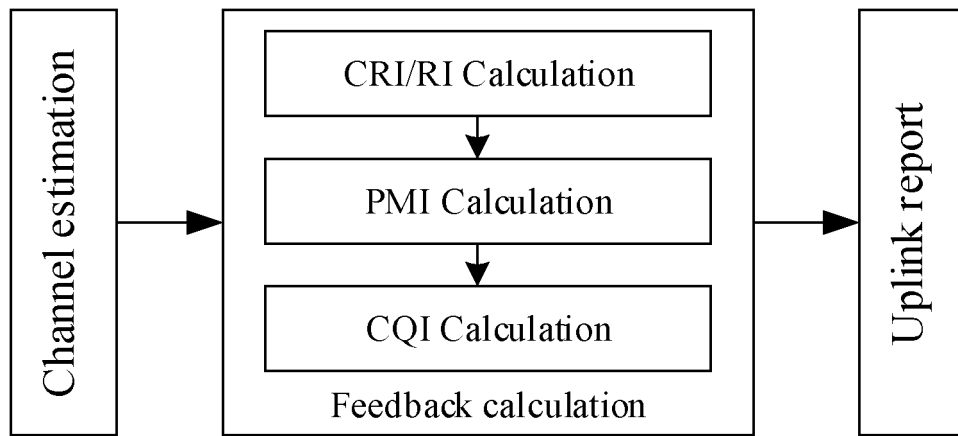 Channel estimation
CRI/RI Calculation
PMI Calculation
CQI Calculation
Feedback calculation
Uplink report